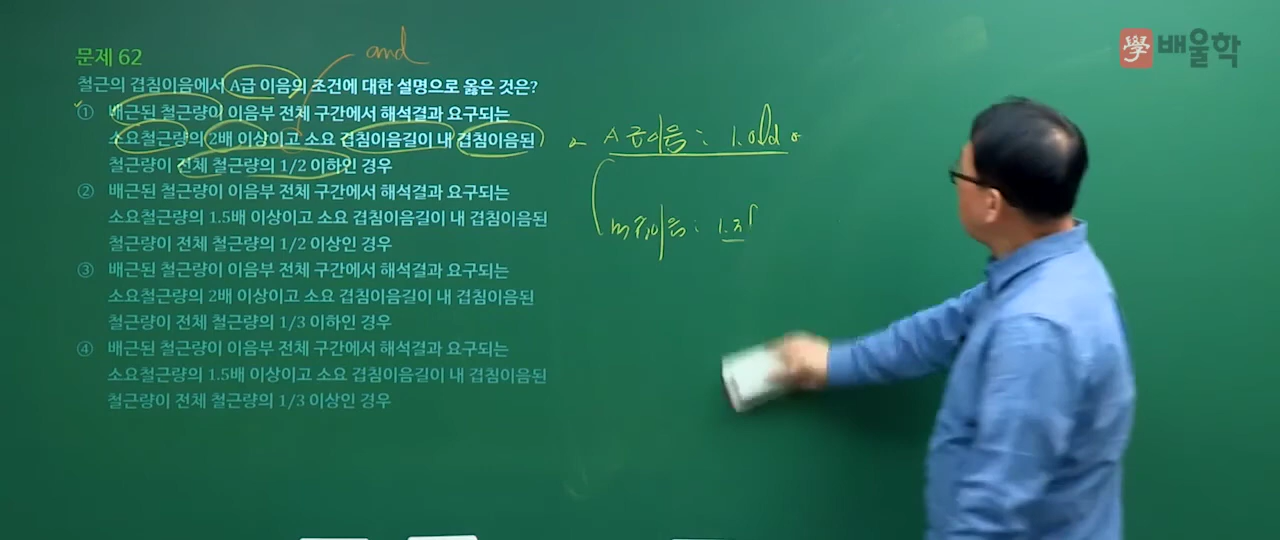 學 배울학
문제 62
and
철근의 겹침이음에서 A급 이음의 조건에 대한 설명으로 옳은 것은?
① 배근된 철근량이 이음부 전체 구간에서 해석결과 요구되는
소요철근량의 2배 이상이고 소요 겹침이음길이 내 겹침이음된
철근량이 전체 철근량의 1/2 이하인 경우
② 배근된 철근량이 이음부 전체 구간에서 해석결과 요구되는
소요철근량의 1.5배 이상이고 소요 겹침이음길이 내 겹침이음된
철근량이 전체 철근량의 1/2 이상인 경우
③ 배근된 철근량이 이음부 전체 구간에서 해석결과 요구되는
소요철근량의 2배 이상이고 소요 겹침이음길이 내 겹침이음된
철근량이 전체 철근량의 1/3 이하인 경우
④ 배근된 철근량이 이음부 전체 구간에서 해석결과 요구되는
소요철근량의 1.5배 이상이고 소요 겹침이음길이 내 겹침이음된
철근량이 전체 철근량의 1/3 이상인 경우
A급이음 : 1.0ld
B급이음 : 1.3